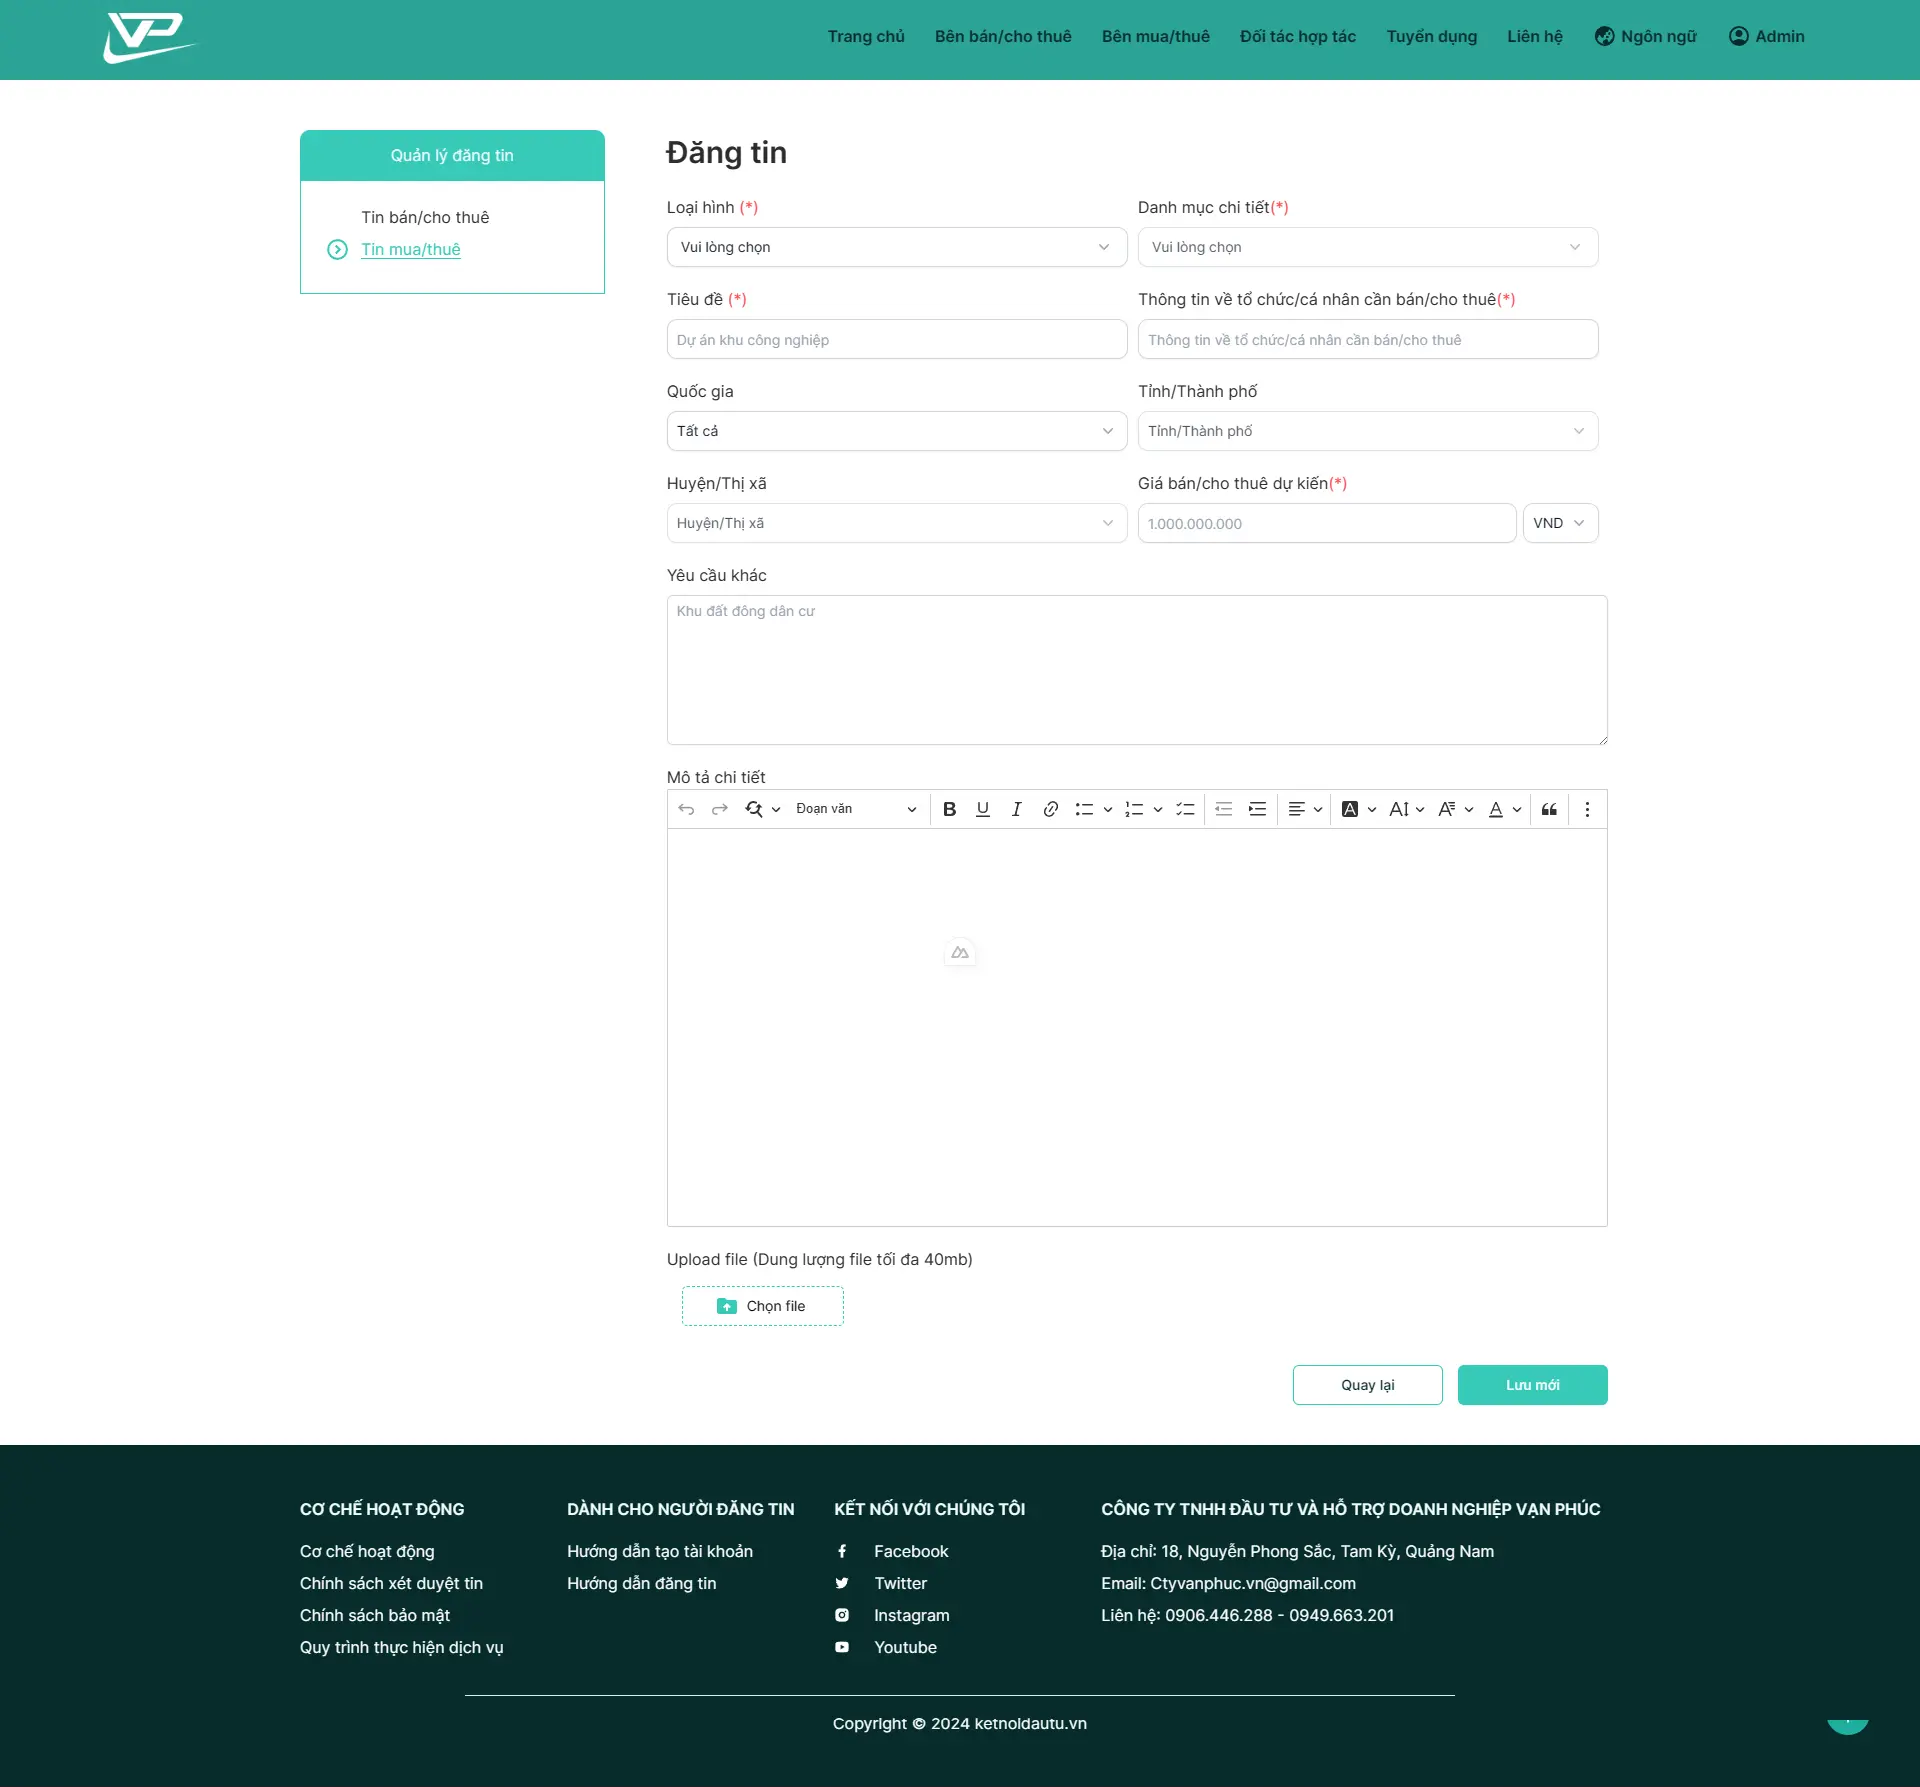 VP
Trang chủ
Bên bán/cho thuê
Bên mua/thuê
Đối tác hợp tác
Tuyển dụng
Liên hệ
Ngôn ngữ
Admin
Quản lý đăng tin
Tin bán/cho thuê
Tin mua/thuê
Đăng tin
Loại hình (*)
Danh mục chi tiết(*)
Vui lòng chọn
Vui lòng chọn
Tiêu đề (*)
Thông tin về tổ chức/cá nhân cần bán/cho thuê(*)
Dự án khu công nghiệp
Thông tin về tổ chức/cá nhân cần bán/cho thuê
Quốc gia
Tỉnh/Thành phố
Tất cả
Tỉnh/Thành phố
Huyện/Thị xã
Giá bán/cho thuê dự kiến(*)
Huyện/Thị xã
1.000.000.000
VND
Yêu cầu khác
Khu đất đông dân cư
Mô tả chi tiết
Đoạn văn
Upload file (Dung lượng file tối đa 40mb)
Chọn file
Quay lại
Lưu mới
CƠ CHẾ HOẠT ĐỘNG
Cơ chế hoạt động
Chính sách xét duyệt tin
Chính sách bảo mật
Quy trình thực hiện dịch vụ
DÀNH CHO NGƯỜI ĐĂNG TIN
Hướng dẫn tạo tài khoản
Hướng dẫn đăng tin
KẾT NỐI VỚI CHÚNG TÔI
Facebook
Twitter
Instagram
Youtube
CÔNG TY TNHH ĐẦU TƯ VÀ HỖ TRỢ DOANH NGHIỆP VẠN PHÚC
Địa chỉ: 18, Nguyễn Phong Sắc, Tam Kỳ, Quảng Nam
Email: Ctyvanphuc.vn@gmail.com
Liên hệ: 0906.446.288 - 0949.663.201
Copyright © 2024 ketnoidautu.vn